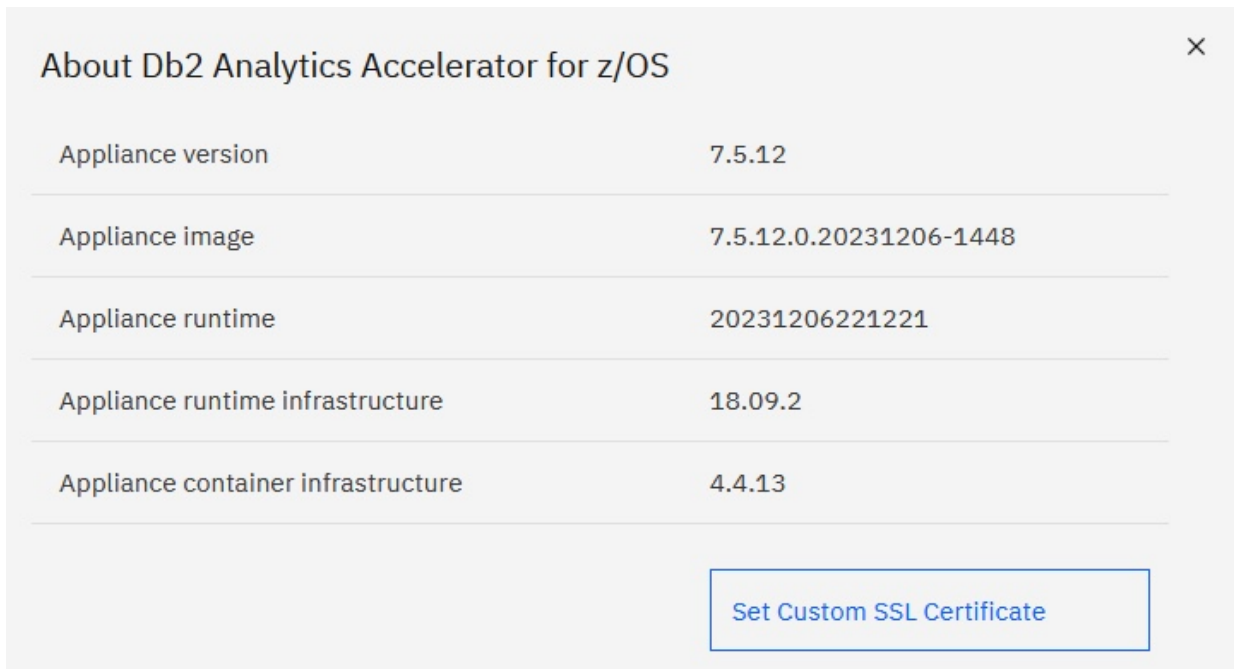 About Db2 Analytics Accelerator for z/OS
Appliance version 7.5.12
Appliance image 7.5.12.0.20231206-1448
Appliance runtime 20231206221221
Appliance runtime infrastructure 18.09.2
Appliance container infrastructure 4.4.13
Set Custom SSL Certificate